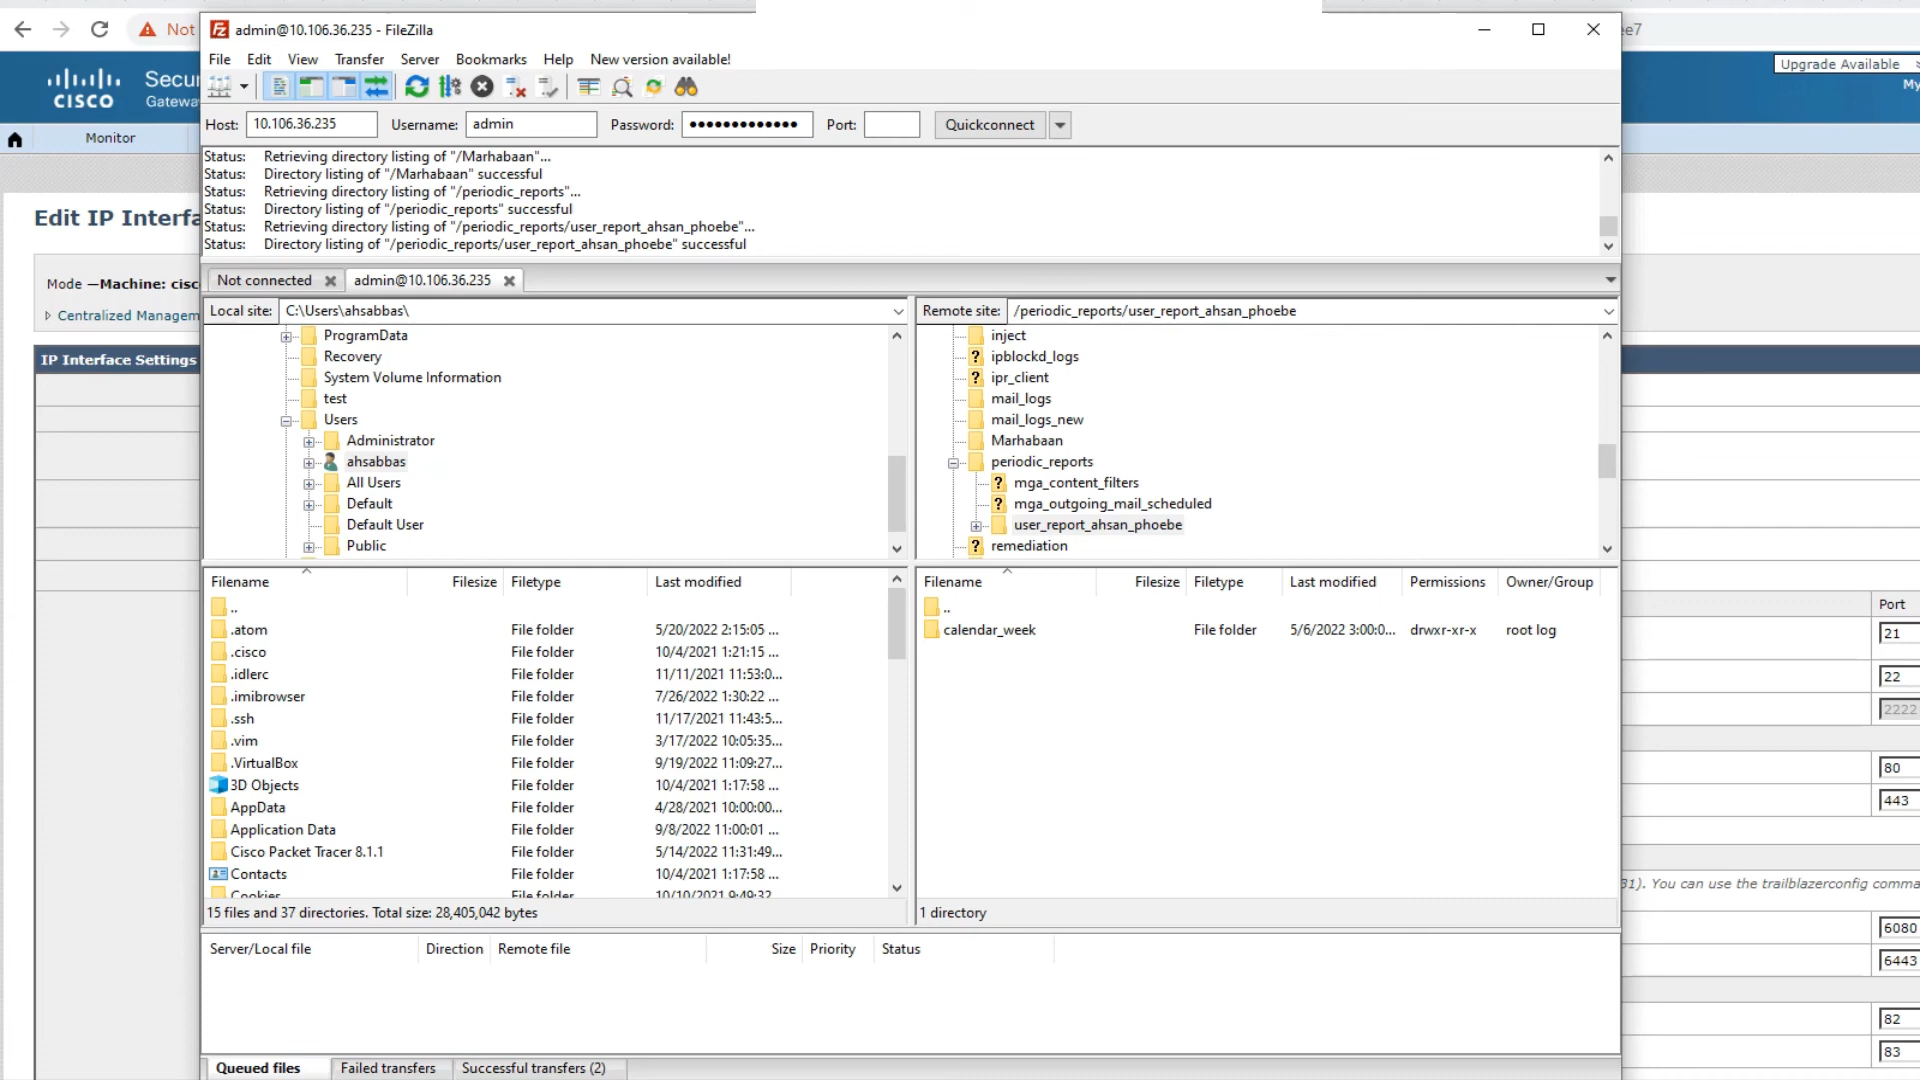 Not
admin@10.106.36.235 - FileZilla
ee7
File Edit View Transfer Server Bookmarks Help New version available!
Upgrade Available
CISCO
Gateway
My
Host: 10.106.36.235 Username: admin Password: ●●●●●●●●●●●●● Port: Quickconnect
Monitor
Status: Retrieving directory listing of "/Marhabaan"...
Status: Directory listing of "/Marhabaan" successful
Status: Retrieving directory listing of "/periodic_reports"...
Status: Directory listing of "/periodic_reports" successful
Status: Retrieving directory listing of "/periodic_reports/user_report_ahsan_phoebe"...
Status: Directory listing of "/periodic_reports/user_report_ahsan_phoebe" successful
Edit IP Interfa
Mode —Machine: cisc
Centralized Managem
IP Interface Settings
Not connected admin@10.106.36.235
Local site: C:\Users\ahsabbas\
ProgramData
Recovery
System Volume Information
test
Users
Administrator
ahsabbas
All Users
Default
Default User
Public
Remote site: /periodic_reports/user_report_ahsan_phoebe
inject
? ipblockd_logs
? ipr_client
mail_logs
mail_logs_new
Marhabaan
periodic_reports
? mga_content_filters
? mga_outgoing_mail_scheduled
user_report_ahsan_phoebe
? remediation
Filename Filesize Filetype Last modified
..
.atom File folder 5/20/2022 2:15:05 ...
.cisco File folder 10/4/2021 1:21:15 ...
.idlerc File folder 11/11/2021 11:53:0...
.imibrowser File folder 7/26/2022 1:30:22 ...
.ssh File folder 11/17/2021 11:43:5...
.vim File folder 3/17/2022 10:05:35...
.VirtualBox File folder 9/19/2022 11:09:27...
3D Objects File folder 10/4/2021 1:17:58 ...
AppData File folder 4/28/2021 10:00:00...
Application Data File folder 9/8/2022 11:00:01 ...
Cisco Packet Tracer 8.1.1 File folder 5/14/2022 11:31:49...
Contacts File folder 10/4/2021 1:17:58 ...
Cookies File folder 10/10/2021 9:49:32
15 files and 37 directories. Total size: 28,405,042 bytes
Filename Filesize Filetype Last modified Permissions Owner/Group
..
calendar_week File folder 5/6/2022 3:00:0... drwxr-xr-x root log
1 directory
Server/Local file Direction Remote file Size Priority Status
Queued files Failed transfers Successful transfers (2)
Port
21
22
2222
80
443
31). You can use the trailblazerconfig comma
6080
6443
82
83